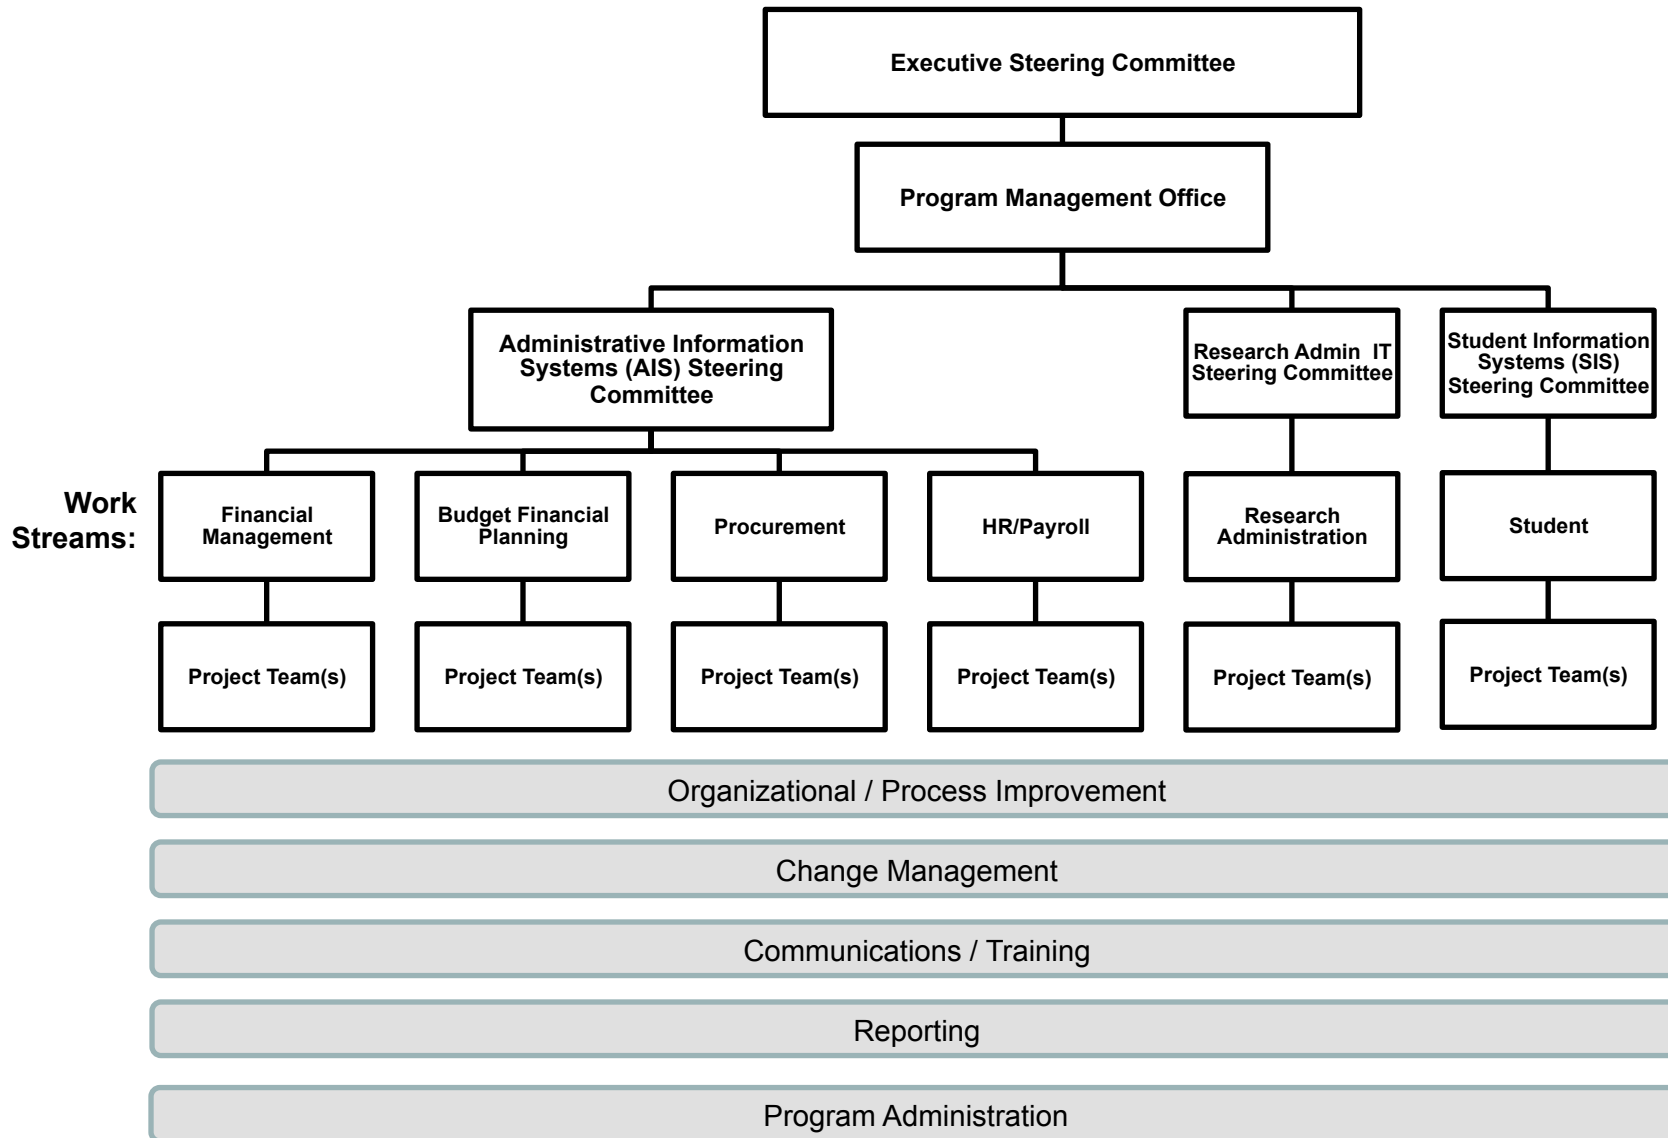 Executive Steering Committee
Program Management Office
Administrative Information
Systems (AIS) Steering
Committee
Research Admin  IT
Steering Committee
Student Information
Systems (SIS)
Steering Committee
Work
Streams:
Financial
Management
Budget Financial
Planning
Procurement
HR/Payroll
Research
Administration
Student
Project Team(s)
Project Team(s)
Project Team(s)
Project Team(s)
Project Team(s)
Project Team(s)
Organizational / Process Improvement
Change Management
Communications / Training
Reporting
Program Administration